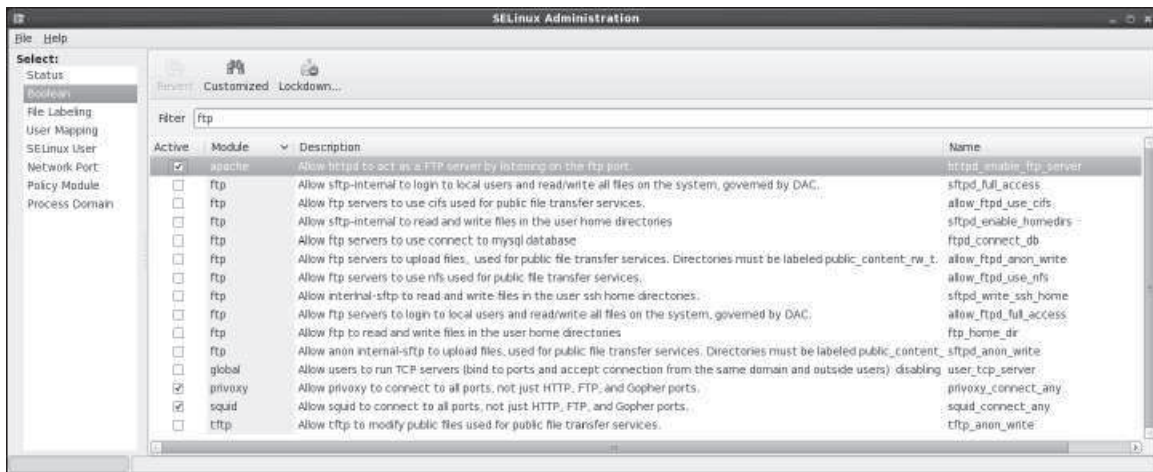 SELinux Administration
File Help
Select:
Status
Boolean
File Labeling
User Mapping
SELinux User
Network Port
Policy Module
Process Domain
Revert Customized Lockdown...
Filter ftp
Active Module Description Name
apache Allow httpd to act as a FTP server by listening on the ftp port. httpd_enable_ftp_server
ftp Allow sftp-internal to login to local users and read/write all files on the system, governed by DAC. sftpd_full_access
ftp Allow ftp servers to use cifs used for public file transfer services. allow_ftpd_use_cifs
ftp Allow sftp-internal to read and write files in the user home directories sftpd_enable_homedirs
ftp Allow ftp servers to use connect to mysql database ftpd_connect_db
ftp Allow ftp servers to upload files, used for public file transfer services. Directories must be labeled public_content_rw_t. allow_ftpd_anon_write
ftp Allow ftp servers to use nfs used for public file transfer services. allow_ftpd_use_nfs
ftp Allow interinal-sftp to read and write files in the user ssh home directories. sftpd_write_ssh_home
ftp Allow ftp servers to login to local users and read/write all files on the system, governed by DAC. allow_ftpd_full_access
ftp Allow ftp to read and write files in the user home directories ftp_home_dir
ftp Allow anon internal-sftp to upload files, used for public file transfer services. Directories must be labeled public_content_ sftpd_anon_write
global Allow users to run TCP servers (bind to ports and accept connection from the same domain and outside users) disabling user_tcp_server
privoxy Allow privoxy to connect to all ports, not just HTTP, FTP, and Gopher ports. privoxy_connect_any
squid Allow squid to connect to all ports, not just HTTP, FTP, and Gopher ports. squid_connect_any
tftp Allow tftp to modify public files used for public file transfer services. tftp_anon_write